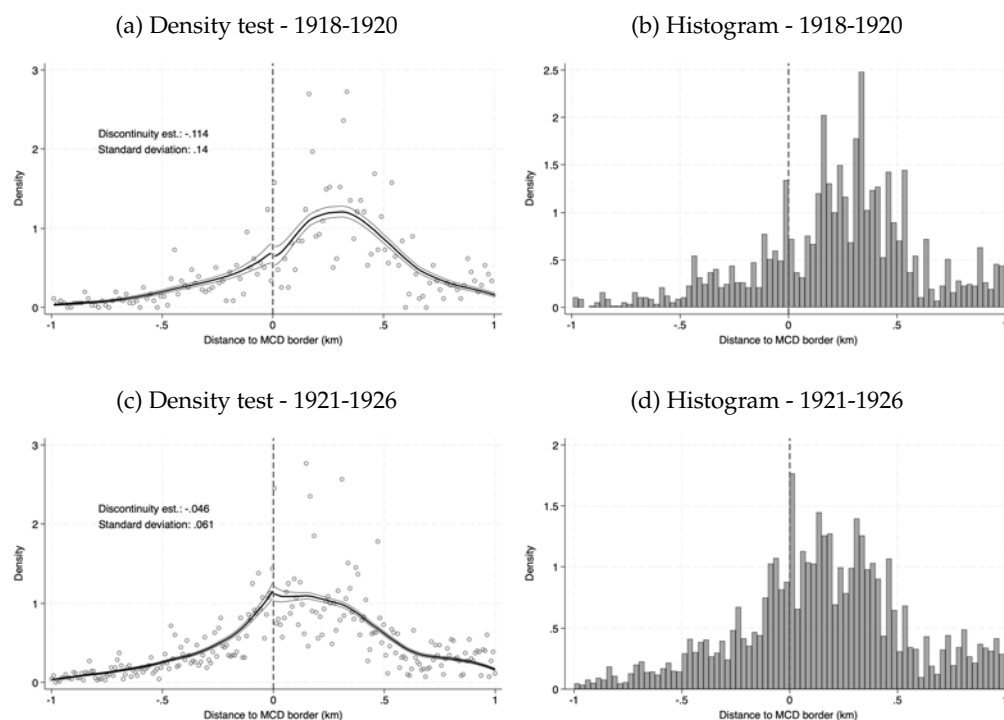 (a) Density test - 1918-1920
(b) Histogram - 1918-1920
3
2
1
0
Density
Discontinuity est.: -.114
Standard deviation: .14
-1
-.5
0
.5
1
Distance to MCD border (km)
2.5
2
1.5
1
.5
0
Density
-1
-.5
0
.5
1
Distance to MCD border (km)
(c) Density test - 1921-1926
(d) Histogram - 1921-1926
3
2
1
0
Density
Discontinuity est.: -.046
Standard deviation: .061
-1
-.5
0
.5
1
Distance to MCD border (km)
2
1.5
1
.5
0
Density
-1
-.5
0
.5
1
Distance to MCD border (km)